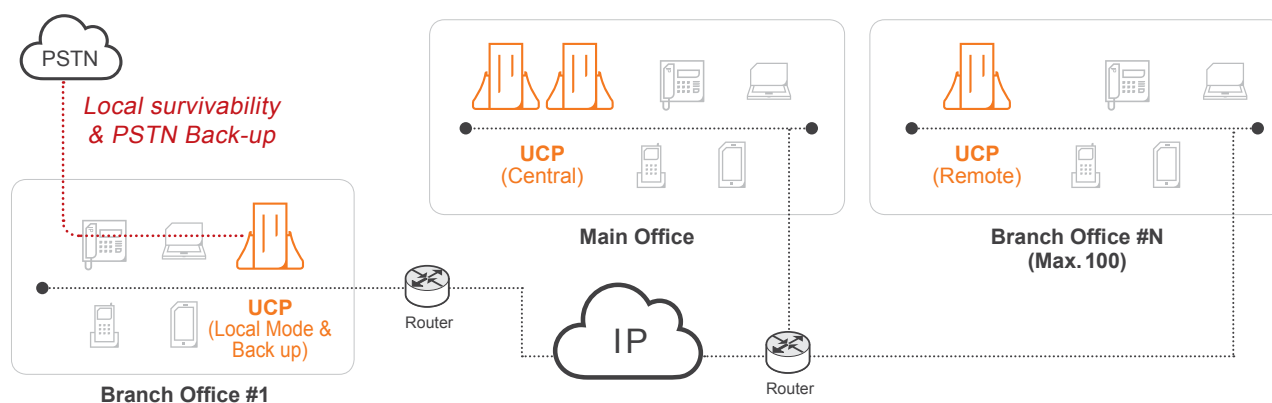 PSTN
Local survivability
& PSTN Back-up
UCP
(Local Mode &
Back up)
Branch Office #1
Router
IP
UCP
(Central)
Main Office
Router
UCP
(Remote)
Branch Office #N
(Max. 100)